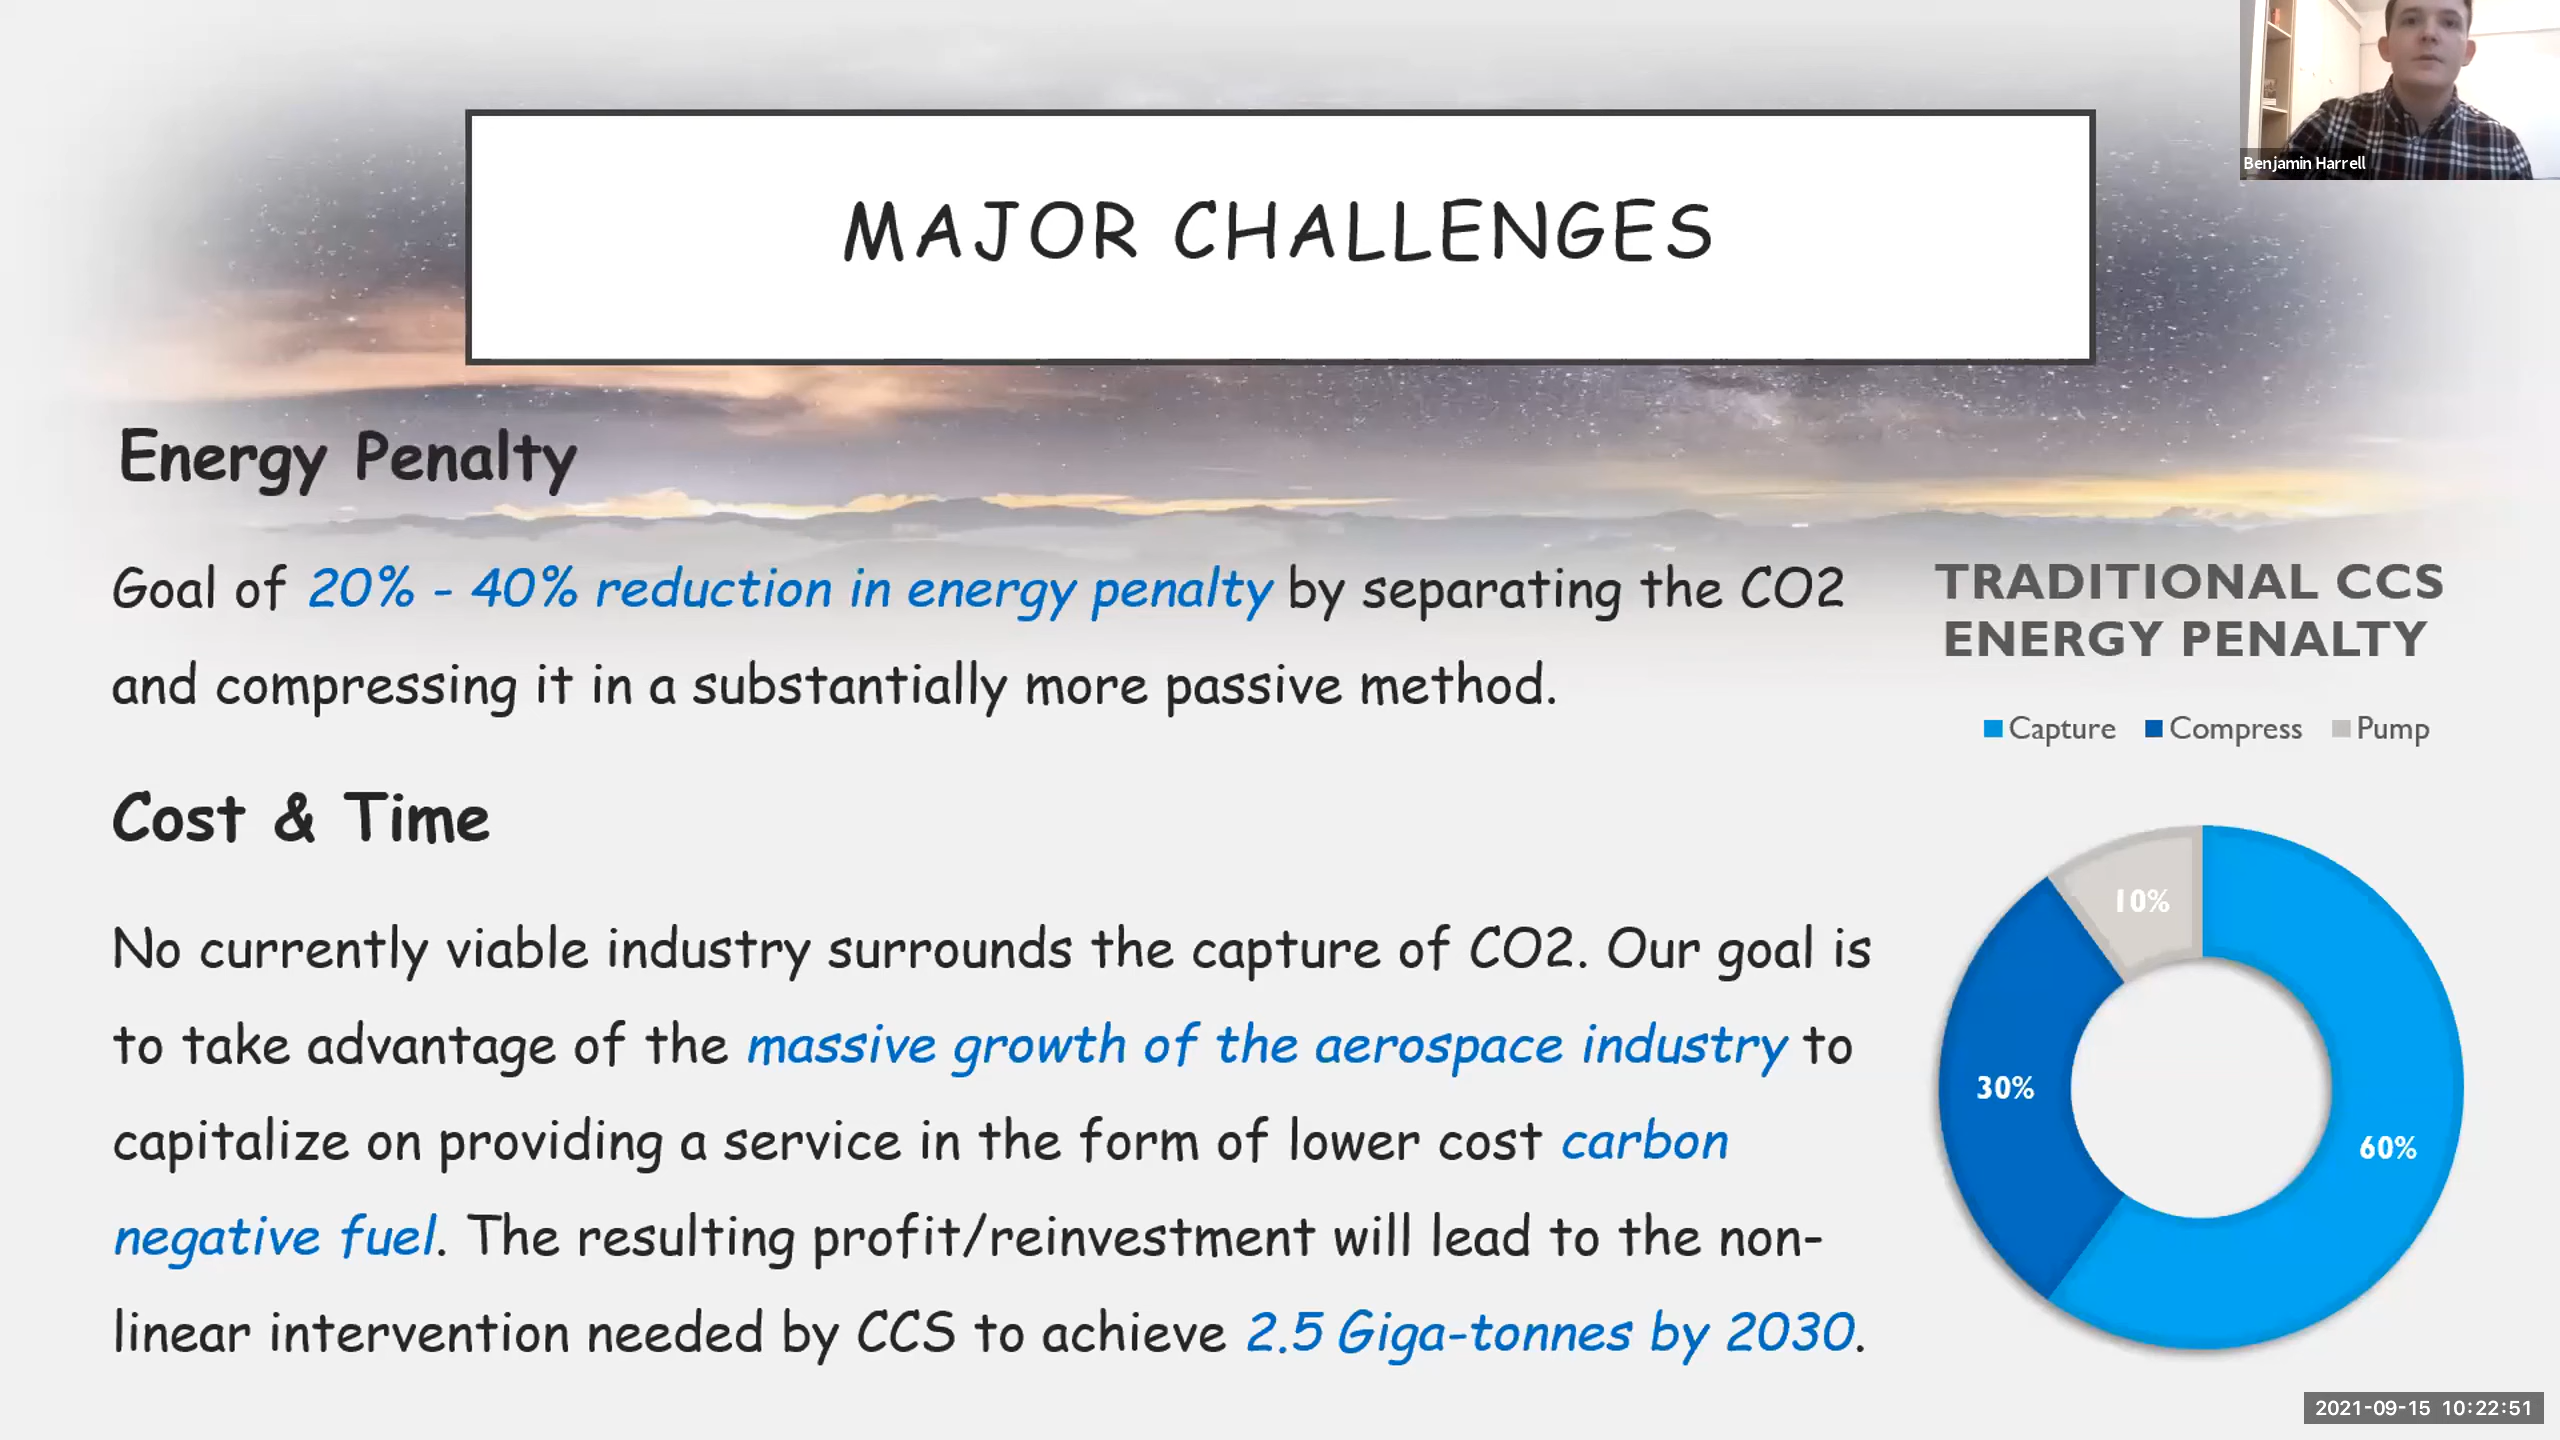 Benjamin Harrell
MAJOR CHALLENGES
Energy Penalty
Goal of 20% - 40% reduction in energy penalty by separating the CO2
and compressing it in a substantially more passive method.
Cost & Time
No currently viable industry surrounds the capture of CO2. Our goal is
to take advantage of the massive growth of the aerospace industry to
capitalize on providing a service in the form of lower cost carbon
negative fuel. The resulting profit/reinvestment will lead to the non-
linear intervention needed by CCS to achieve 2.5 Giga-tonnes by 2030.
TRADITIONAL CCS
ENERGY PENALTY
Capture Compress Pump
10%
30%
60%
2021-09-15 10:22:51